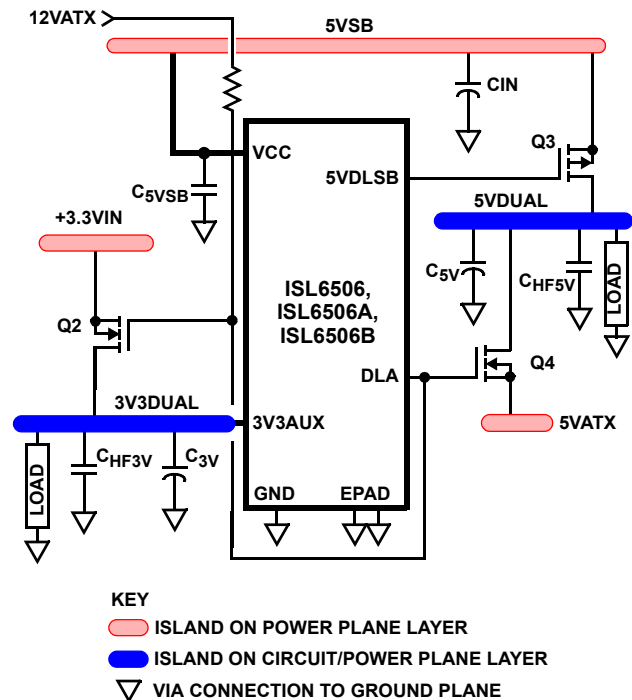 12VATX
5VSB
CIN
Q3
VCC
5VDLSB
C5VSB
5VDUAL
+3.3VIN
C5V
CHF5V
LOAD
ISL6506,
ISL6506A,
ISL6506B
Q2
Q4
DLA
3V3DUAL
3V3AUX
5VATX
CHF3V
C3V
LOAD
GND
EPAD
KEY
ISLAND ON POWER PLANE LAYER
ISLAND ON CIRCUIT/POWER PLANE LAYER
VIA CONNECTION TO GROUND PLANE